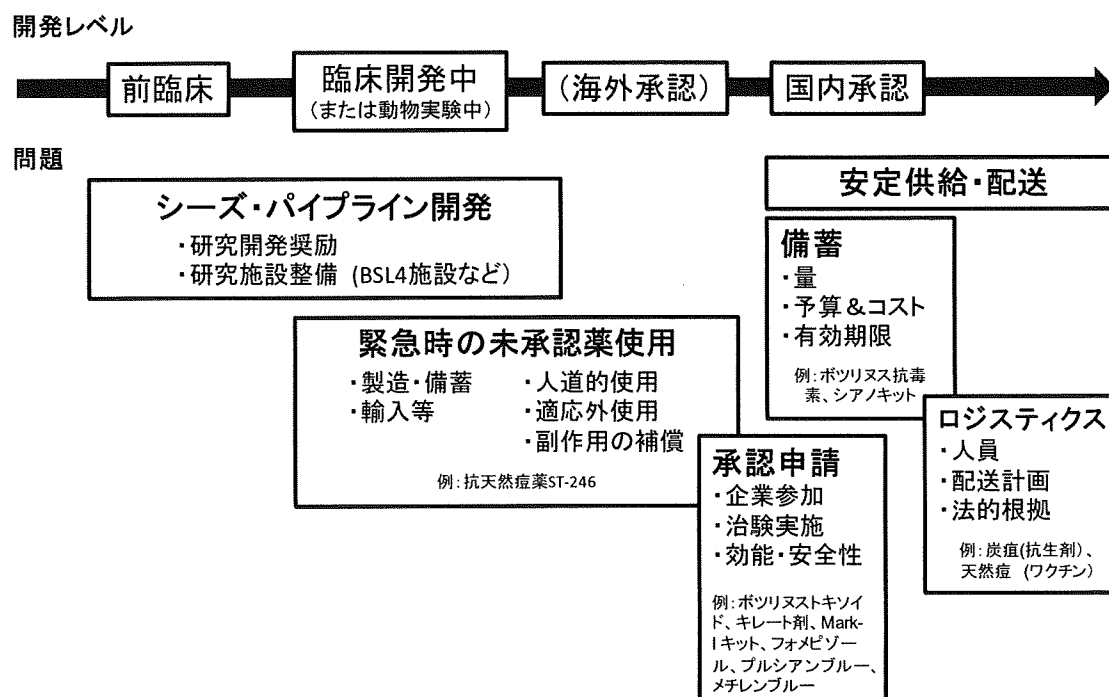 開発レベル
前臨床
臨床開発中
(または動物実験中)
(海外承認)
国内承認
問題
シーズ・パイプライン開発
・研究開発奨励
・研究施設整備 (BSL4施設など)
安定供給・配送
備蓄
・量
・予算＆コスト
・有効期限
例:ボツリヌス抗毒
素、シアノキット
緊急時の未承認薬使用
・製造・備蓄
・輸入等
・人道的使用
・適応外使用
・副作用の補償
例:抗天然痘薬ST-246
承認申請
・企業参加
・治験実施
・効能・安全性
例:ボツリヌストキソイ
ド、キレート剤、Mark-
Iキット、フォメピゾー
ル、プルシアンブルー、
メチレンブルー
ロジスティクス
・人員
・配送計画
・法的根拠
例:炭疽(抗生剤)、
天然痘 (ワクチン)